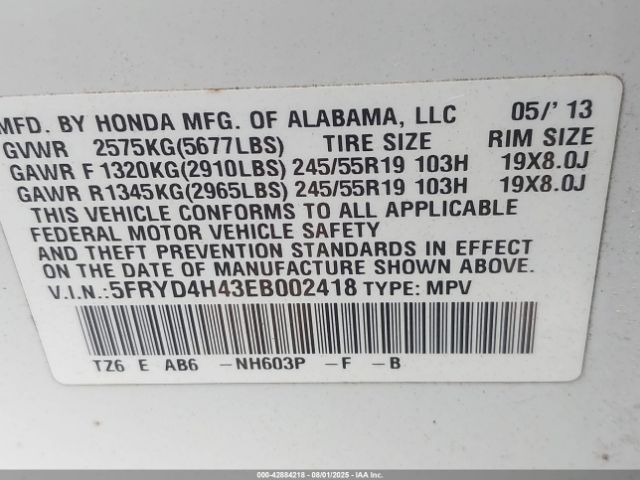 MFD. BY HONDA MFG. OF ALABAMA, LLC 05/' 13
GVWR 2575KG(5677LBS) TIRE SIZE RIM SIZE
GAWR F 1320KG(2910LBS) 245/55R19 103H 19X8.0J
GAWR R1345KG(2965LBS) 245/55R19 103H 19X8.0J
THIS VEHICLE CONFORMS TO ALL APPLICABLE
FEDERAL MOTOR VEHICLE SAFETY
AND THEFT PREVENTION STANDARDS IN EFFECT
ON THE DATE OF MANUFACTURE SHOWN ABOVE.
V.I.N.:5FRYD4H43EB002418 TYPE: MPV
TZ6 E AB6 -NH603P -F -B
000-42884218 - 08/01/2025 - IAAI.COM